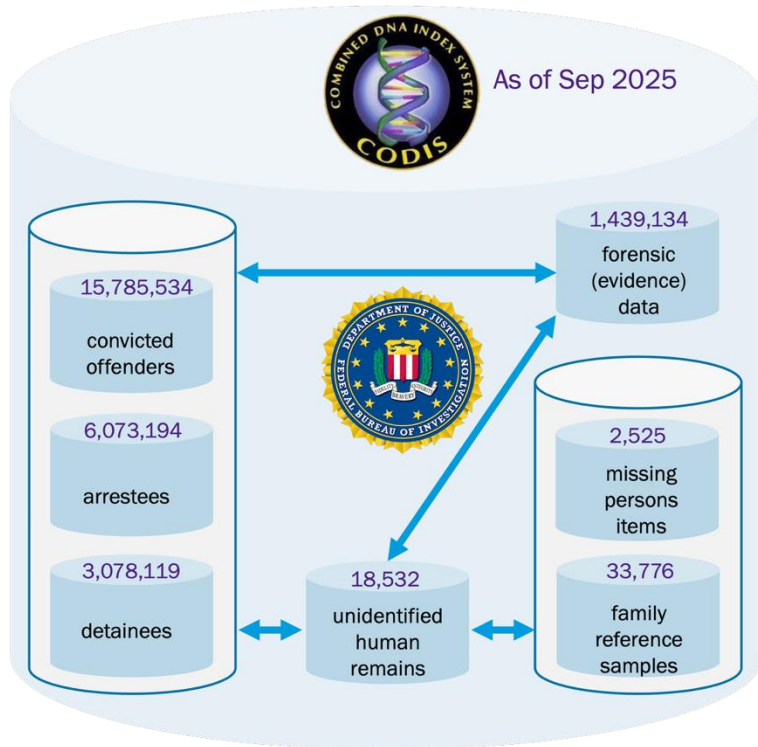 COMBINED DNA INDEX SYSTEM
CODIS
As of Sep 2025
15,785,534
convicted
offenders
6,073,194
arrestees
3,078,119
detainees
DEPARTMENT OF JUSTICE
FIDELITY BRAVERY INTEGRITY
FEDERAL BUREAU OF INVESTIGATION
18,532
unidentified
human
remains
1,439,134
forensic
(evidence)
data
2,525
missing
persons
items
33,776
family
reference
samples